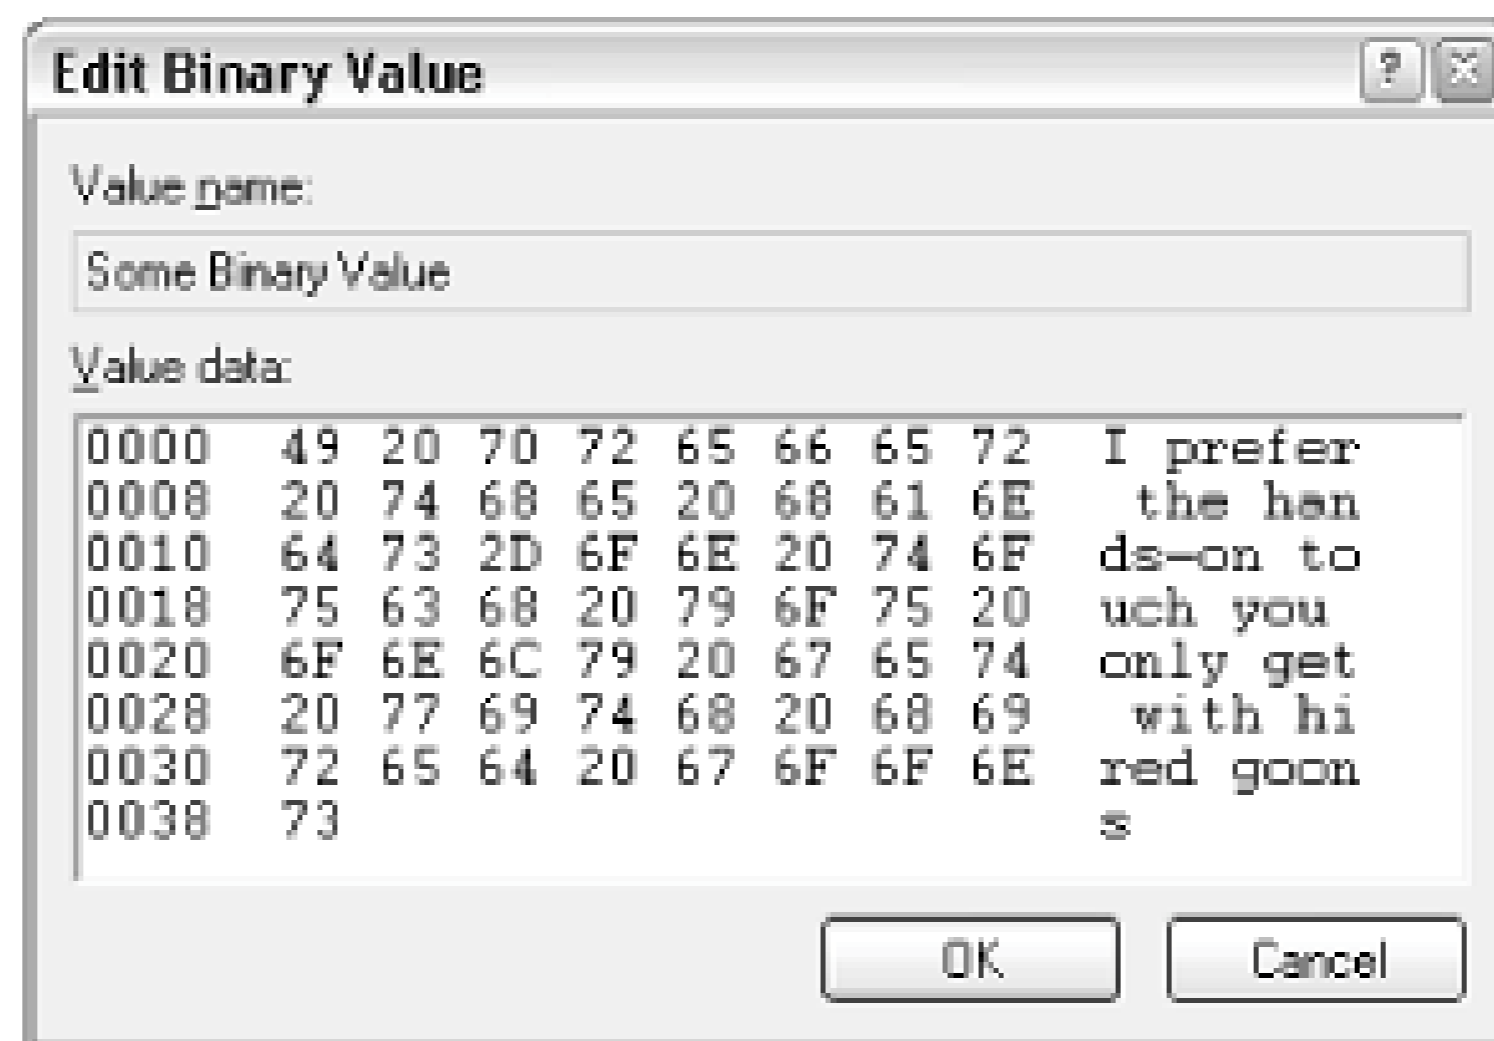 Edit Binary Value
Value name:
Some Binary Value
Value data:
0000 49 20 70 72 65 66 65 72 I prefer
0008 20 74 68 65 20 68 61 6E the han
0010 64 73 2D 6F 6E 20 74 6F ds-on to
0018 75 63 68 20 79 6F 75 20 uch you
0020 6F 6E 6C 79 20 67 65 74 only get
0028 20 77 69 74 68 20 68 69 with hi
0030 72 65 64 20 67 6F 6F 6E red goon
0038 73 s
OK Cancel